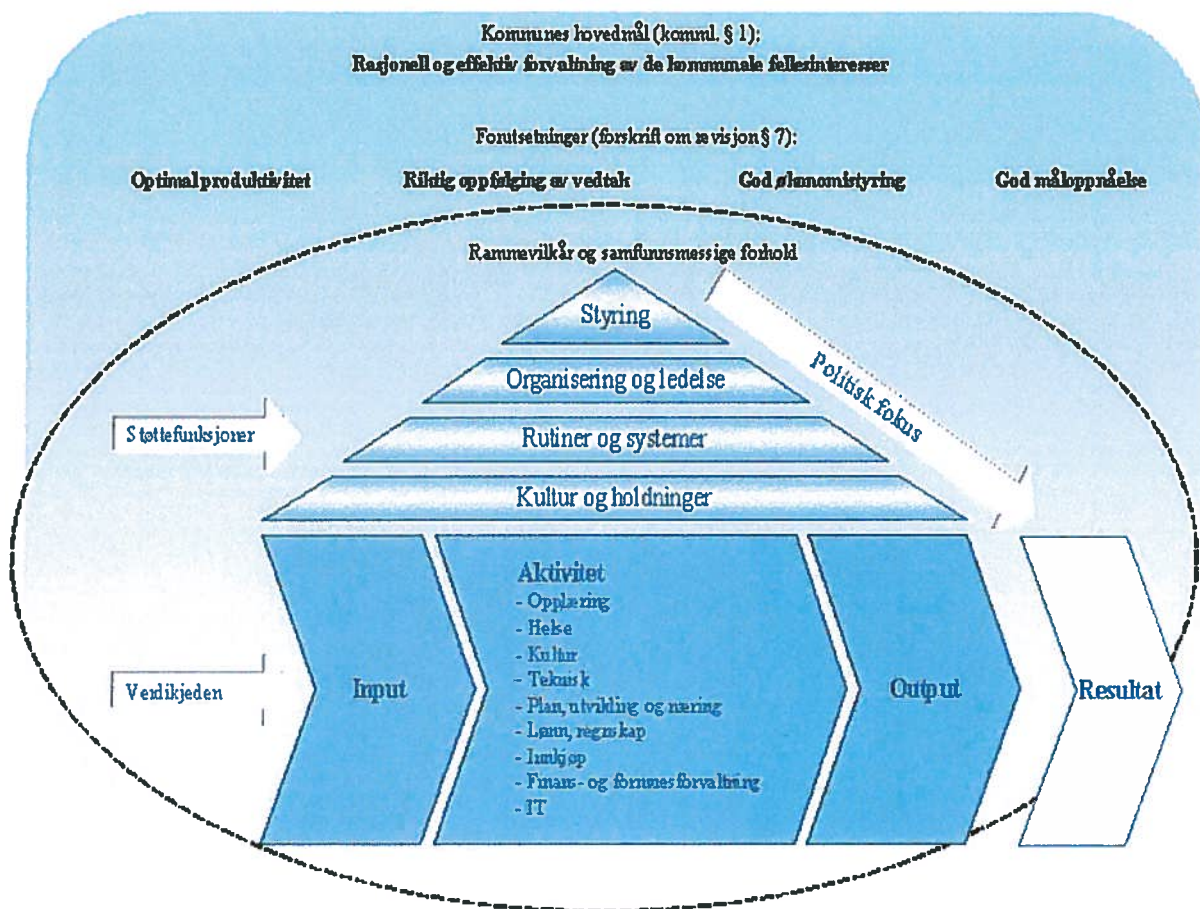 Kommunes hovedmål (komml. § 1):
Rasjonell og effektiv forvaltning av de kommunale fellesinteresser
Forutsetninger (forskrift om revisjon § 7):
Optimal produktivitet
Riktig oppfølging av vedtak
God økonomistyring
God måloppnåelse
Rammevilkår og samfunnsmessige forhold
Styring
Organisering og ledelse
Rutiner og systemer
Kultur og holdninger
politisk fokus
Støttefunksjoner
Verdikjeden
Input
Aktivitet
- Opplæring
- Helse
- Kultur
- Teknisk
- Plan, utvikling og næring
- Lønn, regnskap
- Innkjøp
- Finans- og formuesforvaltning
- IT
Output
Resultat